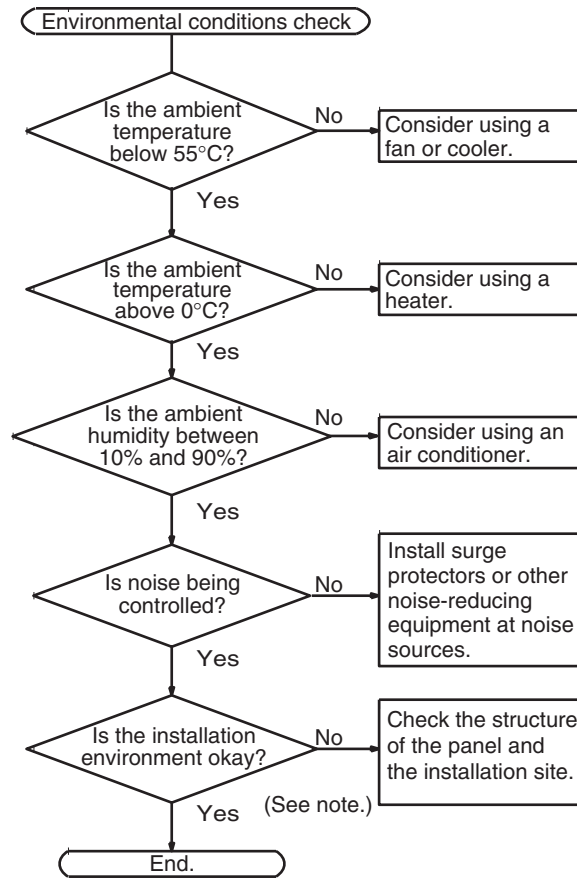 Environmental conditions check
Is the ambient
temperature
below 55°C?
No
Consider using a
fan or cooler.
Yes
Is the ambient
temperature
above 0°C?
No
Consider using a
heater.
Yes
Is the ambient
humidity between
10% and 90%?
No
Consider using an
air conditioner.
Yes
Is noise being
controlled?
No
Install surge
protectors or other
noise-reducing
equipment at noise
sources.
Yes
Is the installation
environment okay?
No
Check the structure
of the panel and
the installation site.
Yes
(See note.)
End.